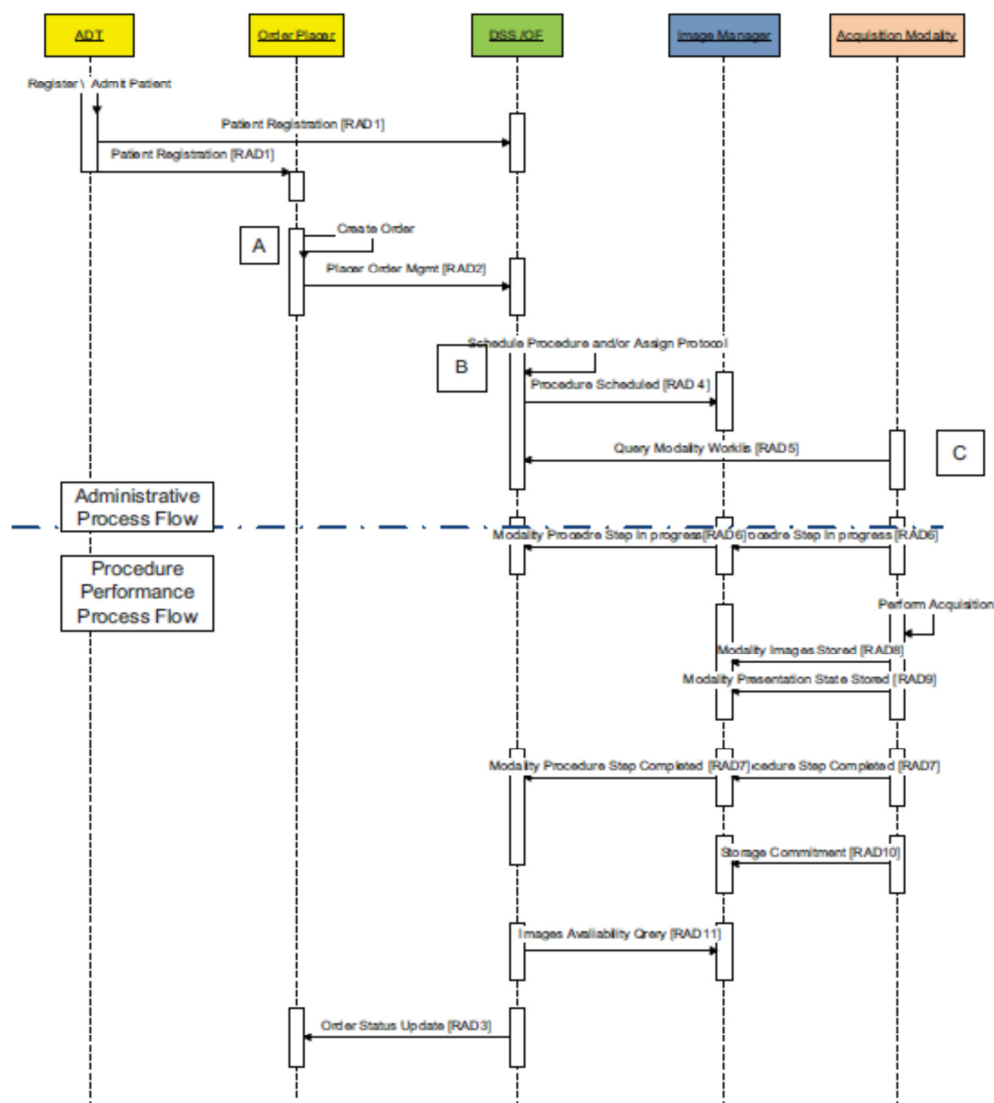 ADT
Order Placer
DSS /OF
Image Manager
Acquisition Modality
Register \ Admit Patient
Patient Registration [RAD1]
Patient Registration [RAD1]
A
Create Order
Placer Order Mgmt [RAD2]
Schedule Procedure and/or Assign Protocol
B
Procedure Scheduled [RAD 4]
Query Modality Worklis [RAD5]
C
Administrative
Process Flow
Modality Procedre Step In progress[RAD6]
ocedre Step In progress [RAD6]
Procedure
Performance
Process Flow
Perform Acquisition
Modality Images Stored [RAD8]
Modality Presentation State Stored [RAD9]
Modality Procedure Step Completed [RAD7]
cedure Step Completed [RAD7]
Storage Commitment [RAD10]
Images Availability Qrery [RAD11]
Order Status Update [RAD3]